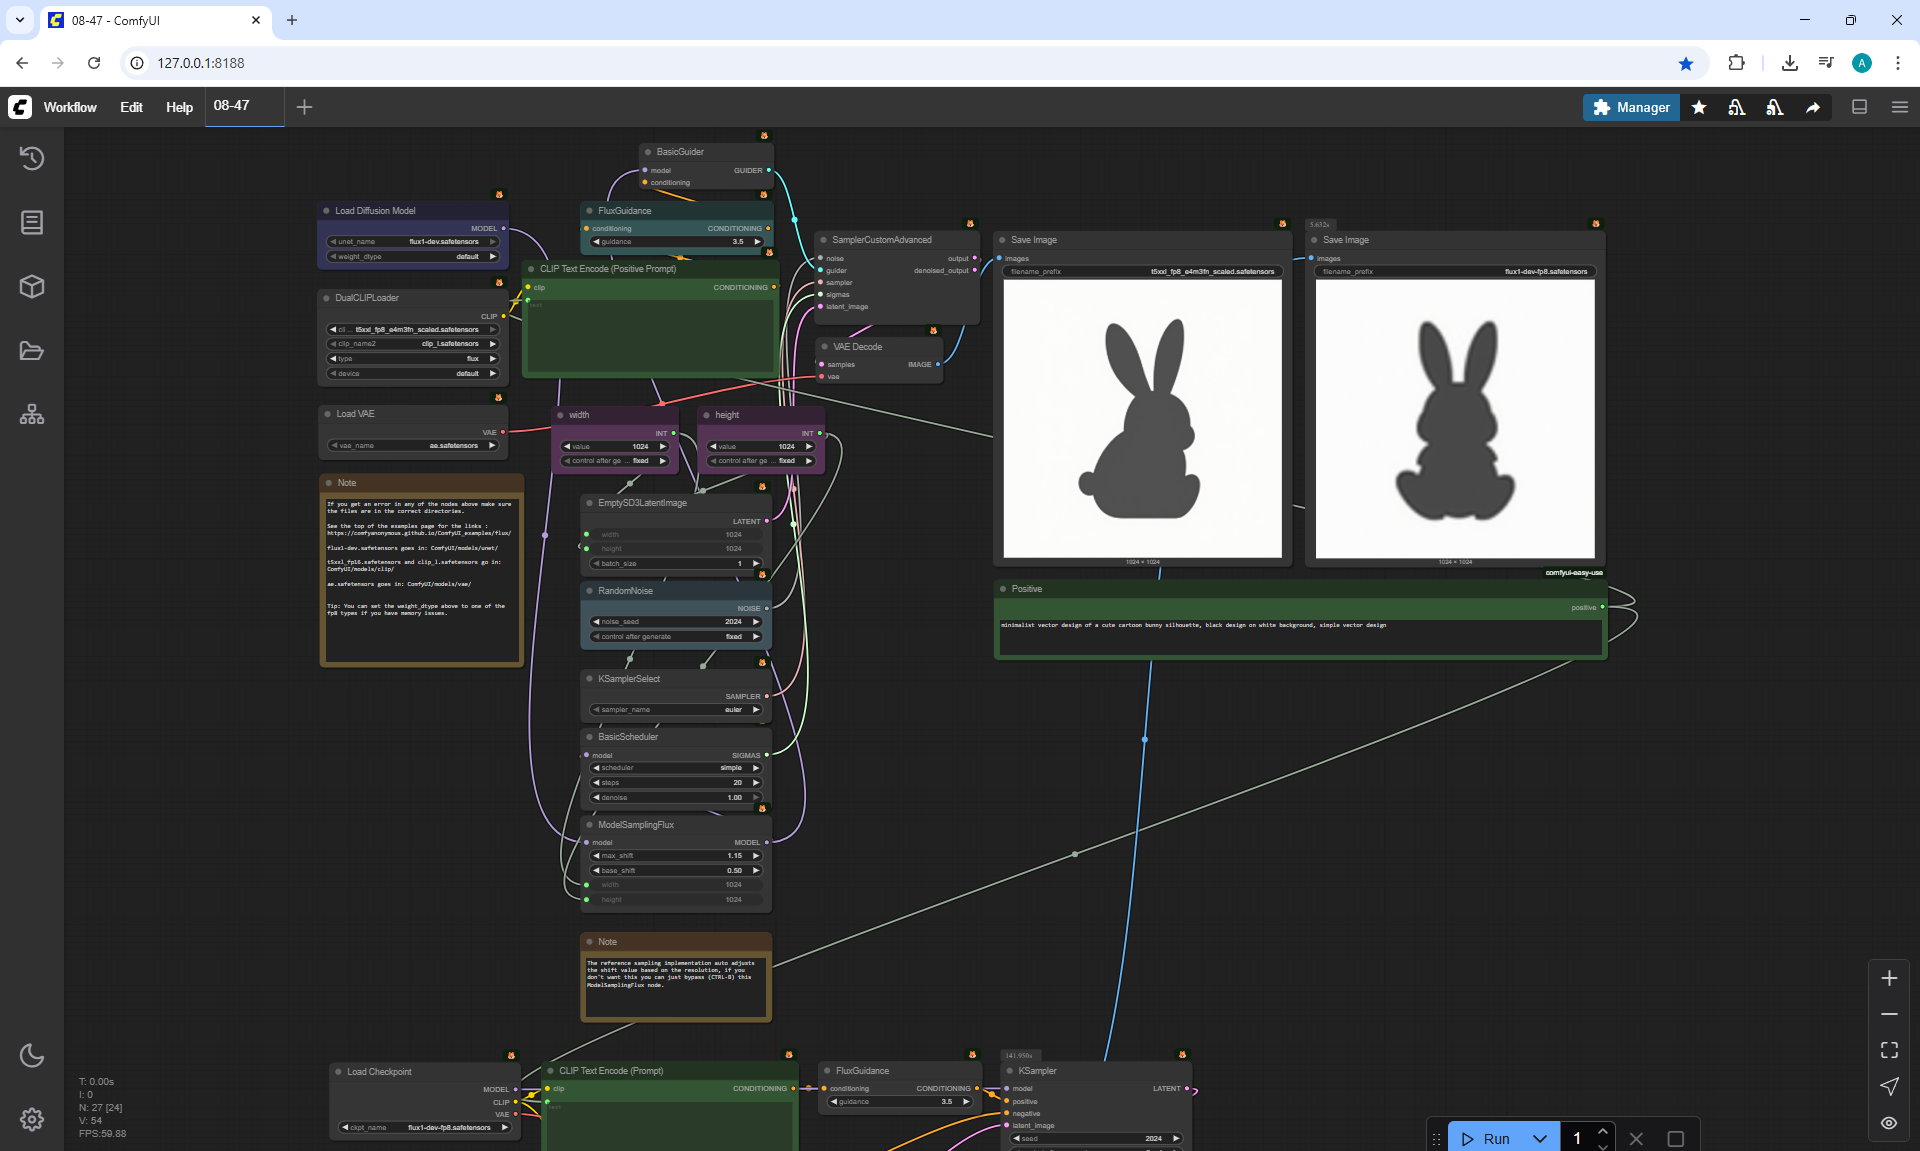 08-47 - ComfyUI
127.0.0.1:8188
Workflow Edit Help 08-47
Manager
BasicGuider
model GUIDER
conditioning
Load Diffusion Model
MODEL
unet_name flux1-dev.safetensors
weight_dtype default
FluxGuidance
conditioning CONDITIONING
guidance 3.5
DualCLIPLoader
CLIP
cli ... t5xxl_fp8_e4m3fn_scaled.safetensors
clip_name2 clip_l.safetensors
type flux
device default
CLIP Text Encode (Positive Prompt)
clip CONDITIONING
text
Load VAE
VAE
vae_name ae.safetensors
SamplerCustomAdvanced
noise output
guider denoised_output
sampler
sigmas
latent_image
VAE Decode
samples IMAGE
vae
Save Image
images
filename_prefix t5xxl_fp8_e4m3fn_scaled.safetensors
1024 × 1024
5.632s
Save Image
images
filename_prefix flux1-dev-fp8.safetensors
1024 × 1024
comfyui-easy-use
Positive
positive
minimalist vector design of a cute cartoon bunny silhouette, black design on white background, simple vector design
width
INT
value 1024
control after ge ... fixed
height
INT
value 1024
control after ge ... fixed
Note
If you get an error in any of the nodes above make sure
the files are in the correct directories.
See the top of the examples page for the links :
https://comfyanonymous.github.io/ComfyUI_examples/flux/
flux1-dev.safetensors goes in: ComfyUI/models/unet/
t5xxl_fp16.safetensors and clip_l.safetensors go in:
ComfyUI/models/clip/
ae.safetensors goes in: ComfyUI/models/vae/
Tip: You can set the weight_dtype above to one of the
fp8 types if you have memory issues.
EmptySD3LatentImage
LATENT
width 1024
height 1024
batch_size 1
RandomNoise
NOISE
noise_seed 2024
control after generate fixed
KSamplerSelect
SAMPLER
sampler_name euler
BasicScheduler
model SIGMAS
scheduler simple
steps 20
denoise 1.00
ModelSamplingFlux
model MODEL
max_shift 1.15
base_shift 0.50
width 1024
height 1024
Note
The reference sampling implementation auto adjusts
the shift value based on the resolution, if you
don't want this you can just bypass (CTRL-B) this
ModelSamplingFlux node.
Load Checkpoint
MODEL
CLIP
VAE
ckpt_name flux1-dev-fp8.safetensors
CLIP Text Encode (Prompt)
clip CONDITIONING
text
FluxGuidance
conditioning CONDITIONING
guidance 3.5
141.950s
KSampler
model LATENT
positive
negative
latent_image
seed 2024
T: 0.00s
I: 0
N: 27 [24]
V: 54
FPS:59.88
Run 1
A